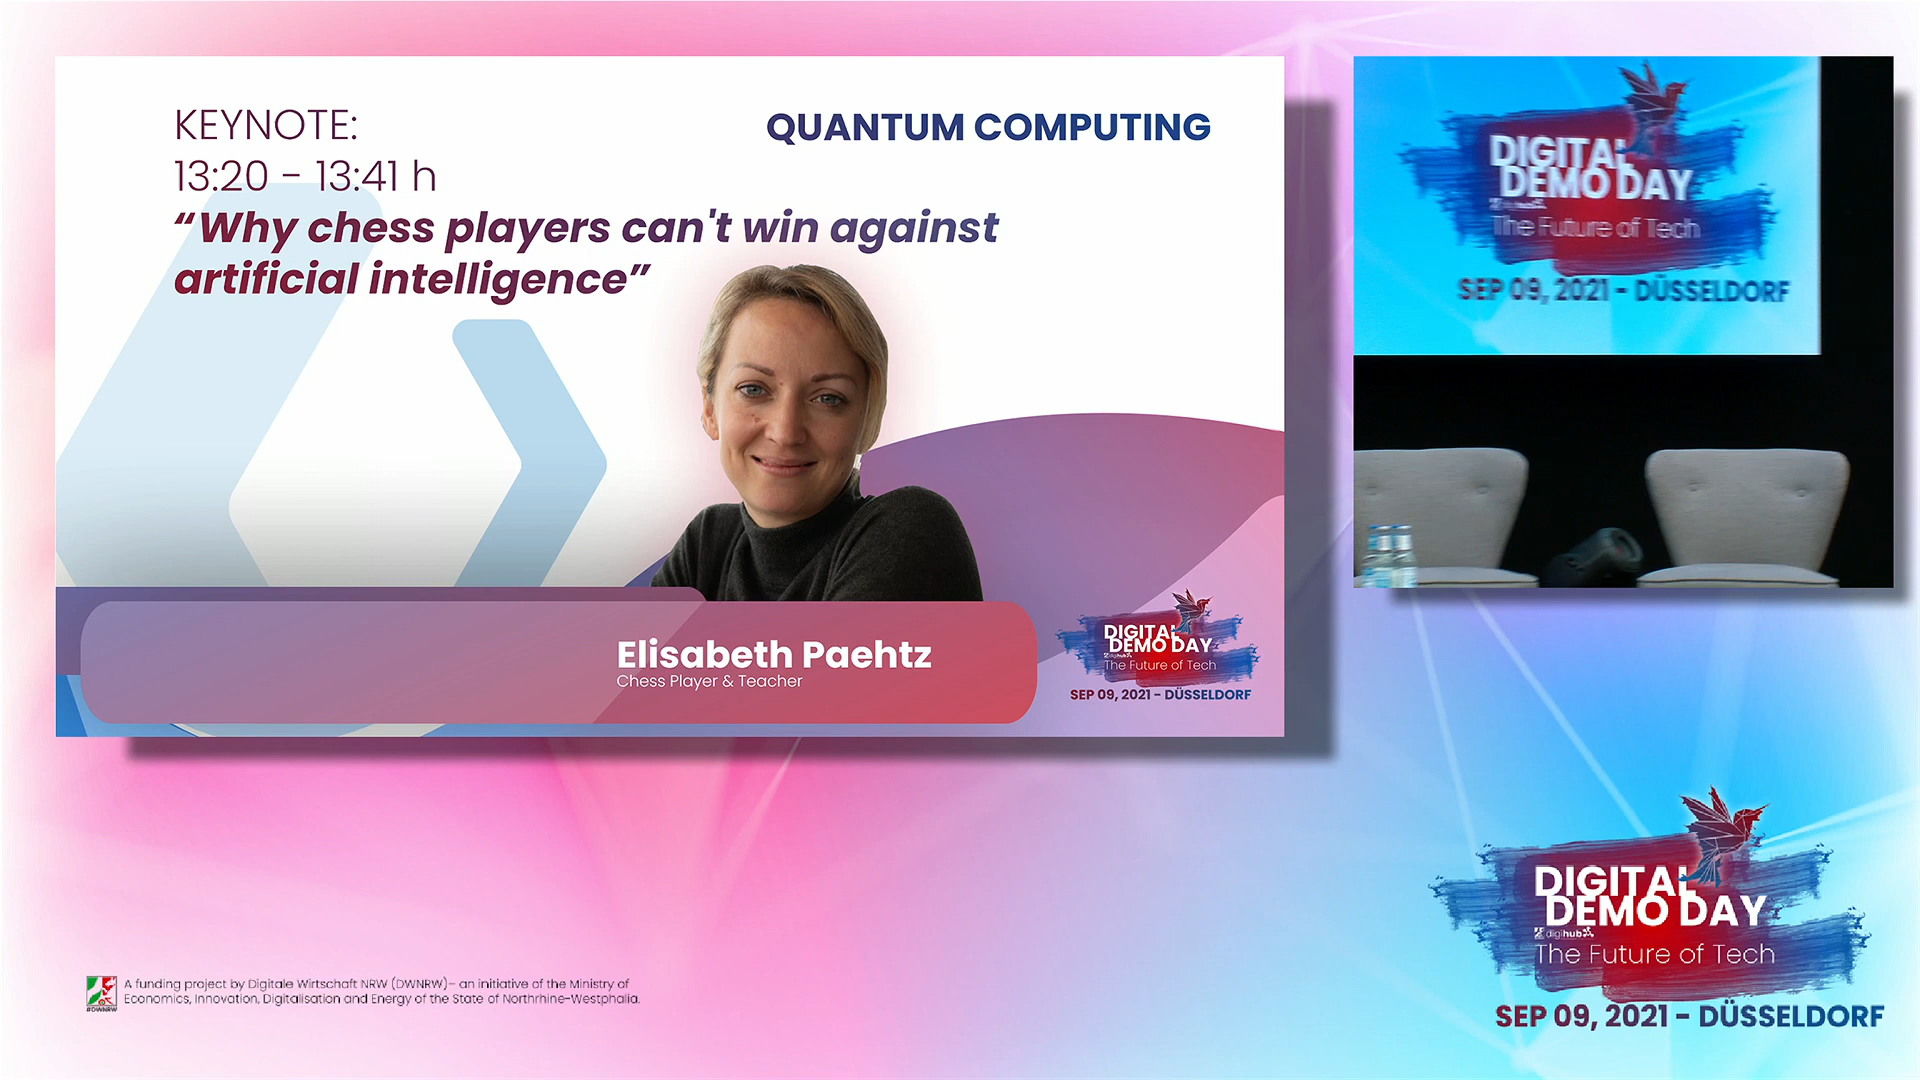 KEYNOTE:
13:20 - 13:41 h
“Why chess players can't win against
artificial intelligence”
QUANTUM COMPUTING
Elisabeth Paehtz
Chess Player & Teacher
DIGITAL
DEMO DAY
digihub
The Future of Tech
SEP 09, 2021 - DÜSSELDORF
DIGITAL
DEMO DAY
The Future of Tech
SEP 09, 2021 - DÜSSELDORF
DIGITAL
DEMO DAY
digihub
The Future of Tech
SEP 09, 2021 - DÜSSELDORF
#DWNRW
A funding project by Digitale Wirtschaft NRW (DWNRW)– an initiative of the Ministry of
Economics, Innovation, Digitalisation and Energy of the State of Northrhine-Westphalia.